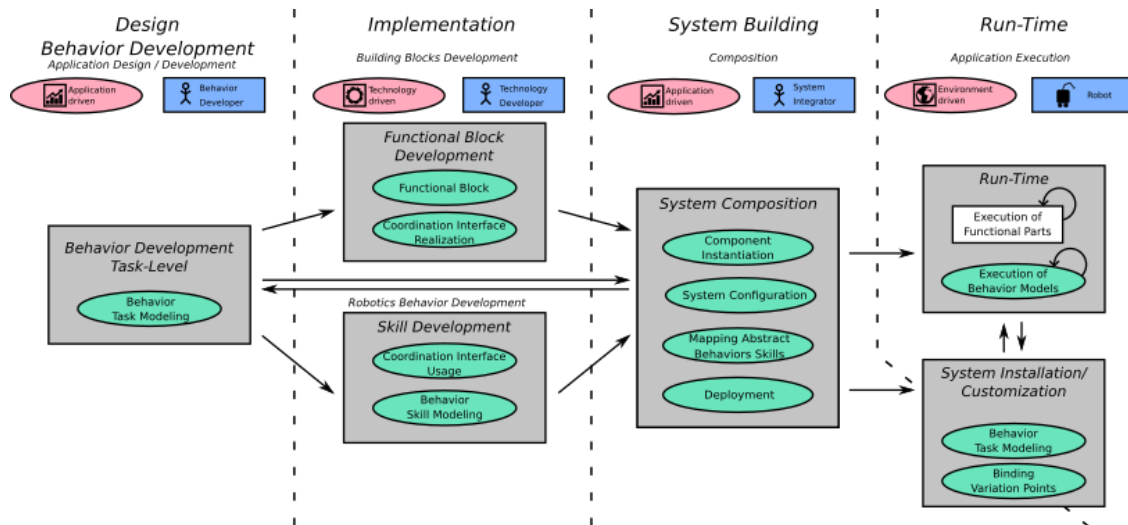 Design
Behavior Development
Application Design / Development
Application
driven
Behavior
Developer
Implementation
Building Blocks Development
Technology
driven
Technology
Developer
System Building
Composition
Application
driven
System
Integrator
Run-Time
Application Execution
Environment
driven
Robot
Behavior Development
Task-Level
Behavior
Task Modeling
Functional Block
Development
Functional Block
Coordination Interface
Realization
Robotics Behavior Development
Skill Development
Coordination Interface
Usage
Behavior
Skill Modeling
System Composition
Component
Instantiation
System Configuration
Mapping Abstract
Behaviors Skills
Deployment
Run-Time
Execution of
Functional Parts
Execution of
Behavior Models
System Installation/
Customization
Behavior
Task Modeling
Binding
Variation Points